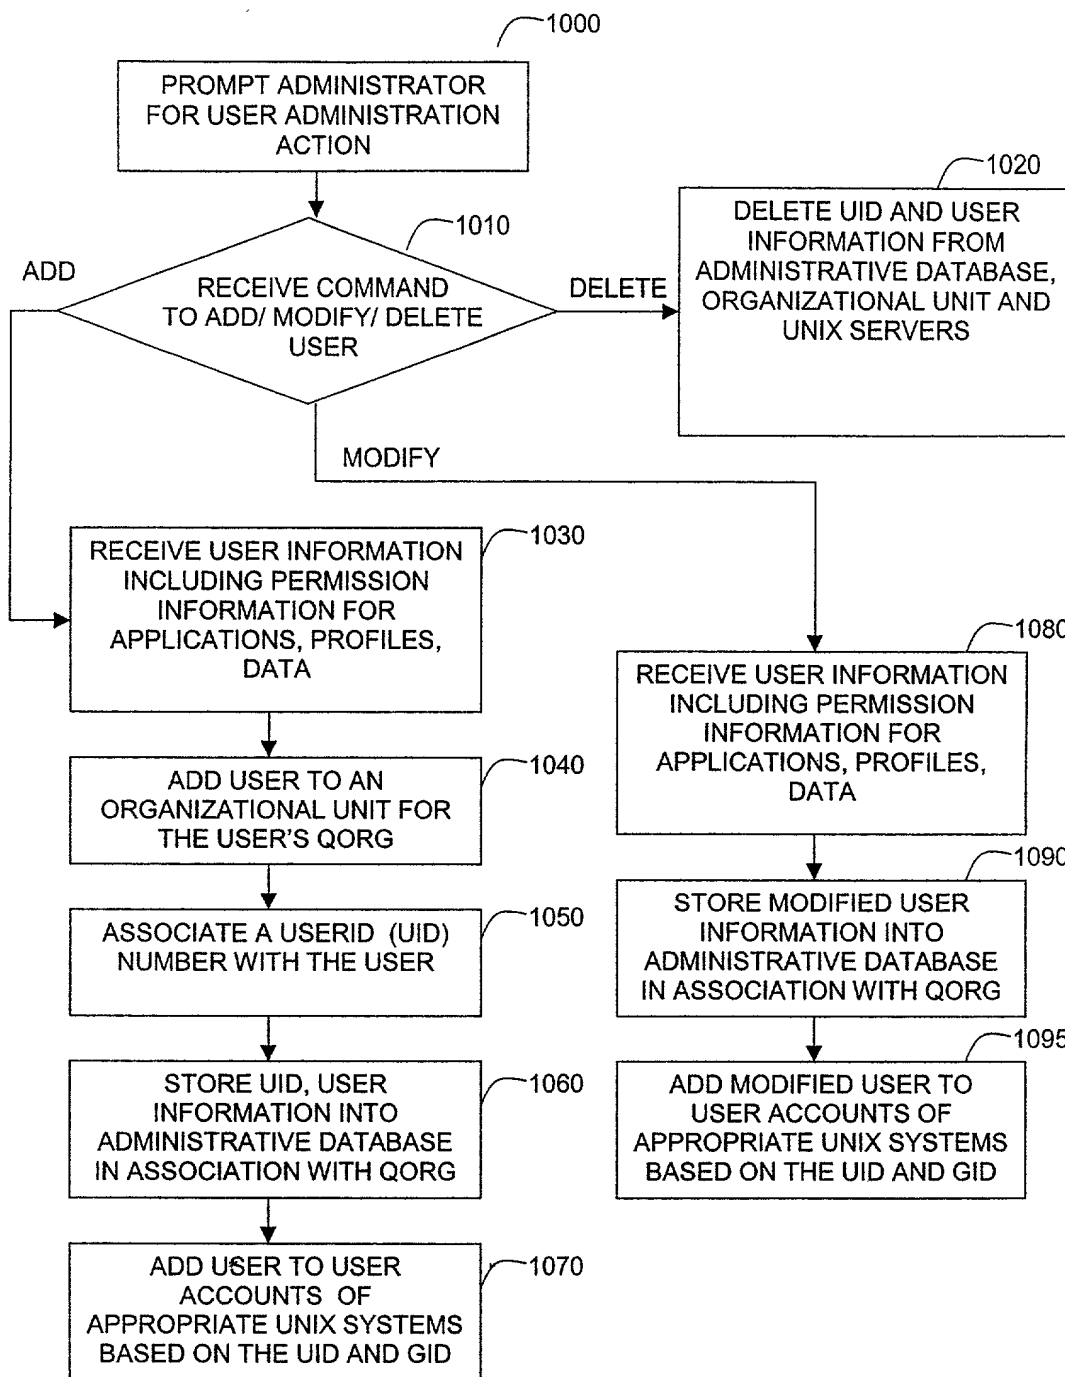 1000
PROMPT ADMINISTRATOR
FOR USER ADMINISTRATION
ACTION
1010
RECEIVE COMMAND
TO ADD/ MODIFY/ DELETE
USER
ADD
DELETE
MODIFY
1020
DELETE UID AND USER
INFORMATION FROM
ADMINISTRATIVE DATABASE,
ORGANIZATIONAL UNIT AND
UNIX SERVERS
1030
RECEIVE USER INFORMATION
INCLUDING PERMISSION
INFORMATION FOR
APPLICATIONS, PROFILES,
DATA
1040
ADD USER TO AN
ORGANIZATIONAL UNIT FOR
THE USER'S QORG
1050
ASSOCIATE A USERID (UID)
NUMBER WITH THE USER
1060
STORE UID, USER
INFORMATION INTO
ADMINISTRATIVE DATABASE
IN ASSOCIATION WITH QORG
1070
ADD USER TO USER
ACCOUNTS OF
APPROPRIATE UNIX SYSTEMS
BASED ON THE UID AND GID
1080
RECEIVE USER INFORMATION
INCLUDING PERMISSION
INFORMATION FOR
APPLICATIONS, PROFILES,
DATA
1090
STORE MODIFIED USER
INFORMATION INTO
ADMINISTRATIVE DATABASE
IN ASSOCIATION WITH QORG
1095
ADD MODIFIED USER TO
USER ACCOUNTS OF
APPROPRIATE UNIX SYSTEMS
BASED ON THE UID AND GID